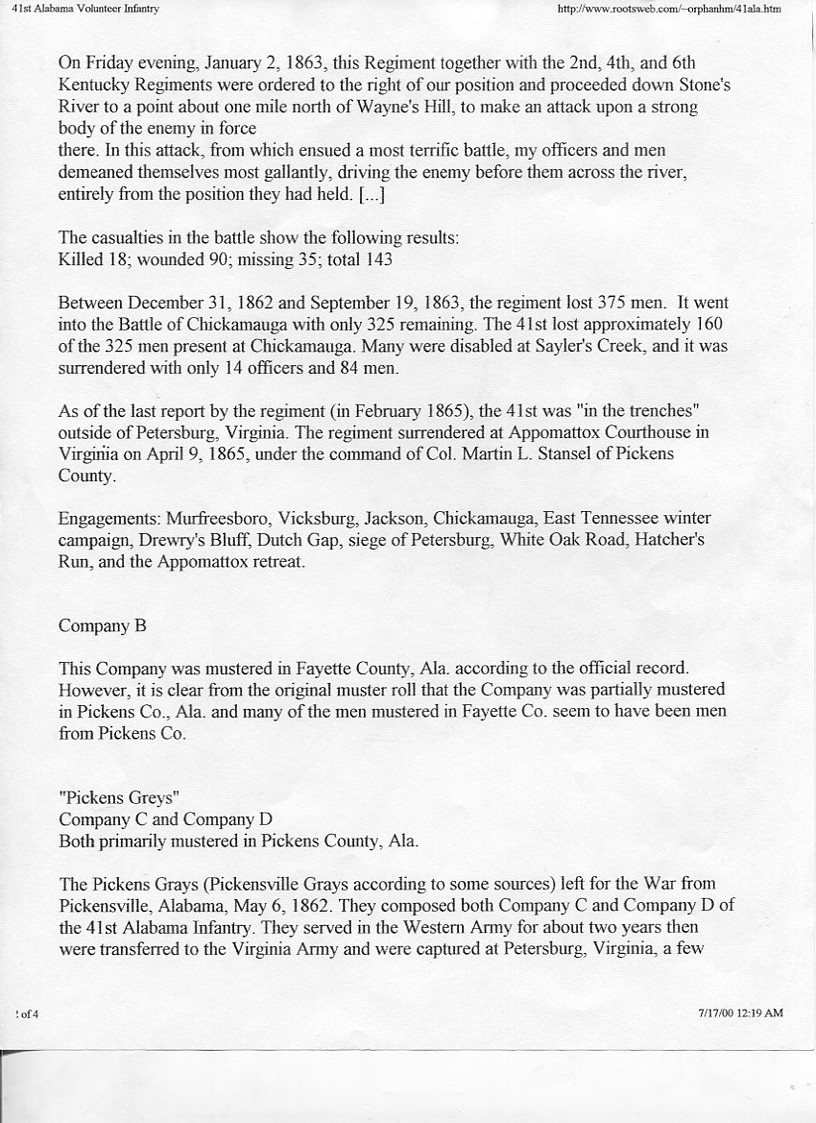 41st Alabama Volunteer Infantry
http://www.rootsweb.com/~orphanhm/41ala.htm
On Friday evening, January 2, 1863, this Regiment together with the 2nd, 4th, and 6th
Kentucky Regiments were ordered to the right of our position and proceeded down Stone's
River to a point about one mile north of Wayne's Hill, to make an attack upon a strong
body of the enemy in force
there. In this attack, from which ensued a most terrific battle, my officers and men
demeaned themselves most gallantly, driving the enemy before them across the river,
entirely from the position they had held. [...]
The casualties in the battle show the following results:
Killed 18; wounded 90; missing 35; total 143
Between December 31, 1862 and September 19, 1863, the regiment lost 375 men. It went
into the Battle of Chickamauga with only 325 remaining. The 41st lost approximately 160
of the 325 men present at Chickamauga. Many were disabled at Sayler's Creek, and it was
surrendered with only 14 officers and 84 men.
As of the last report by the regiment (in February 1865), the 41st was "in the trenches"
outside of Petersburg, Virginia. The regiment surrendered at Appomattox Courthouse in
Virginia on April 9, 1865, under the command of Col. Martin L. Stansel of Pickens
County.
Engagements: Murfreesboro, Vicksburg, Jackson, Chickamauga, East Tennessee winter
campaign, Drewry's Bluff, Dutch Gap, siege of Petersburg, White Oak Road, Hatcher's
Run, and the Appomattox retreat.
Company B
This Company was mustered in Fayette County, Ala. according to the official record.
However, it is clear from the original muster roll that the Company was partially mustered
in Pickens Co., Ala. and many of the men mustered in Fayette Co. seem to have been men
from Pickens Co.
"Pickens Greys"
Company C and Company D
Both primarily mustered in Pickens County, Ala.
The Pickens Grays (Pickensville Grays according to some sources) left for the War from
Pickensville, Alabama, May 6, 1862. They composed both Company C and Company D of
the 41st Alabama Infantry. They served in the Western Army for about two years then
were transferred to the Virginia Army and were captured at Petersburg, Virginia, a few
of 4
7/17/00 12:19 AM